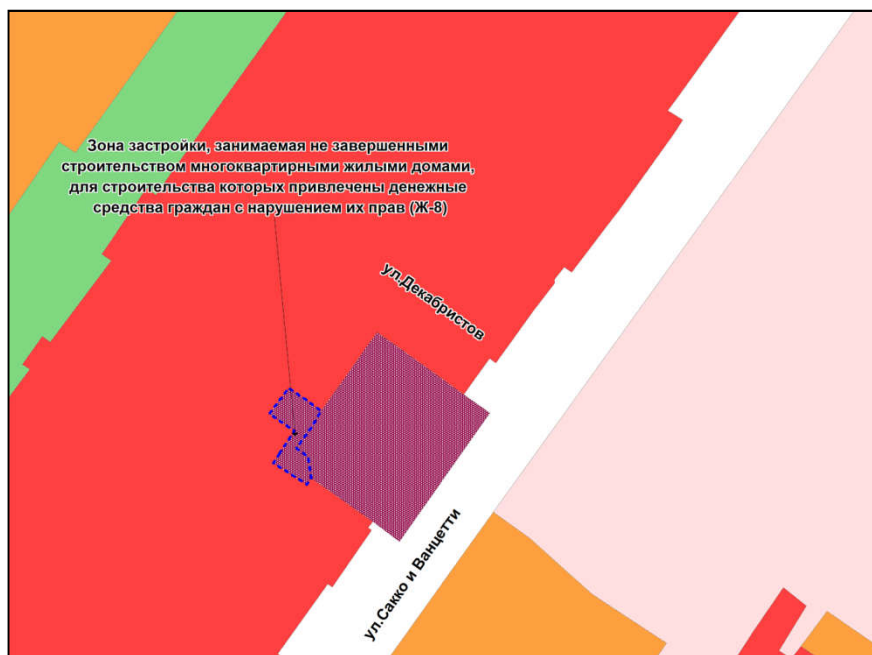 Зона застройки, занимаемая не завершенными
строительством многоквартирными жилыми домами,
для строительства которых привлечены денежные
средства граждан с нарушением их прав (Ж-8)
ул.Декабристов
ул.Сакко и Ванцетти